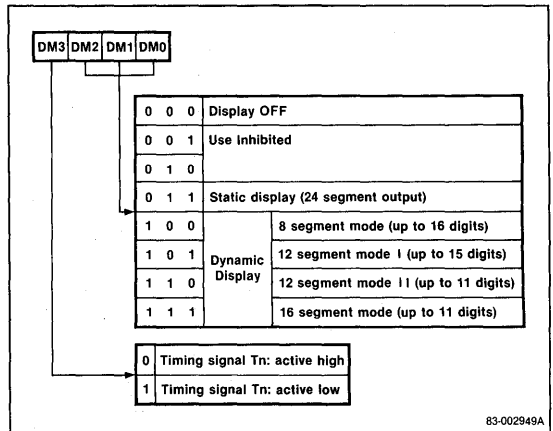 DM3 DM2 DM1 DM0
0 0 0 Display OFF
0 0 1 Use Inhibited
0 1 0
0 1 1 Static display (24 segment output)
1 0 0 8 segment mode (up to 16 digits)
1 0 1 12 segment mode I (up to 15 digits)
Dynamic Display
1 1 0 12 segment mode II (up to 11 digits)
1 1 1 16 segment mode (up to 11 digits)
0 Timing signal Tn: active high
1 Timing signal Tn: active low
83-002949A